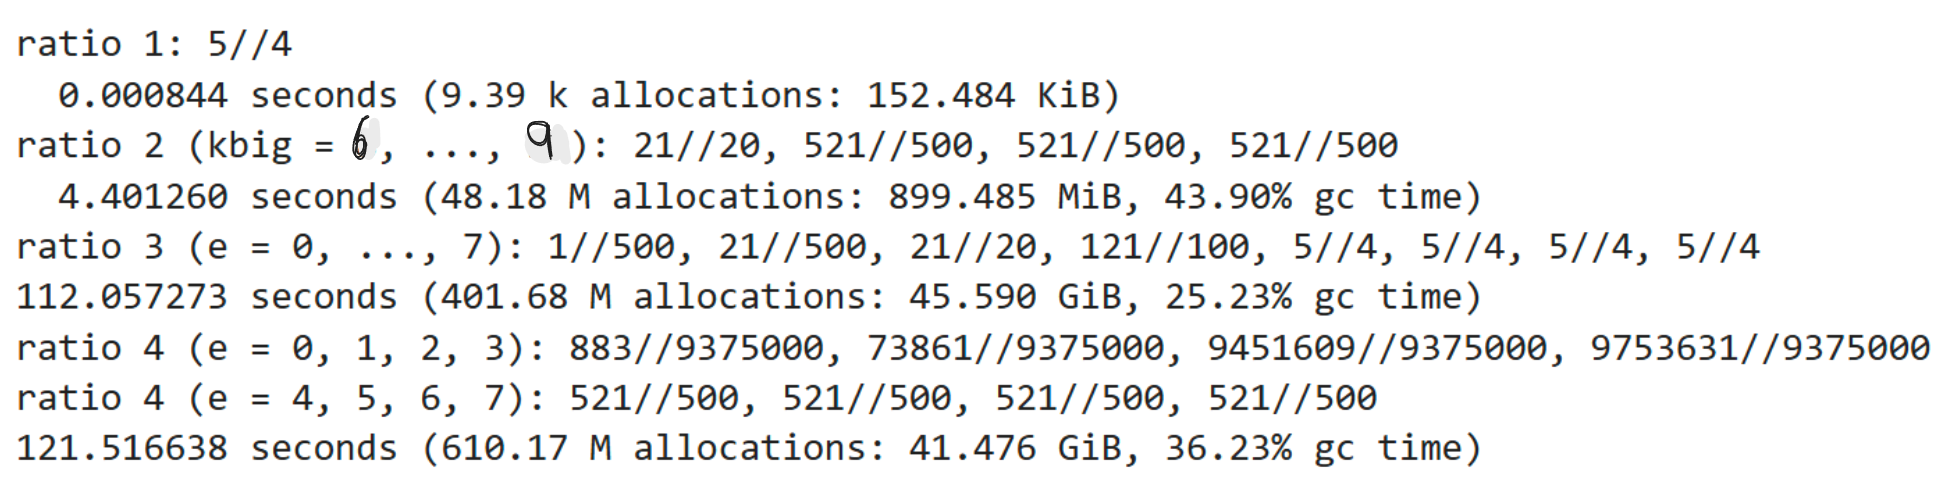 ratio 1: 5//4
0.000844 seconds (9.39 k allocations: 152.484 KiB)
ratio 2 (kbig = 6, ..., 9): 21//20, 521//500, 521//500, 521//500
4.401260 seconds (48.18 M allocations: 899.485 MiB, 43.90% gc time)
ratio 3 (e = 0, ..., 7): 1//500, 21//500, 21//20, 121//100, 5//4, 5//4, 5//4, 5//4
112.057273 seconds (401.68 M allocations: 45.590 GiB, 25.23% gc time)
ratio 4 (e = 0, 1, 2, 3): 883//9375000, 73861//9375000, 9451609//9375000, 9753631//9375000
ratio 4 (e = 4, 5, 6, 7): 521//500, 521//500, 521//500, 521//500
121.516638 seconds (610.17 M allocations: 41.476 GiB, 36.23% gc time)